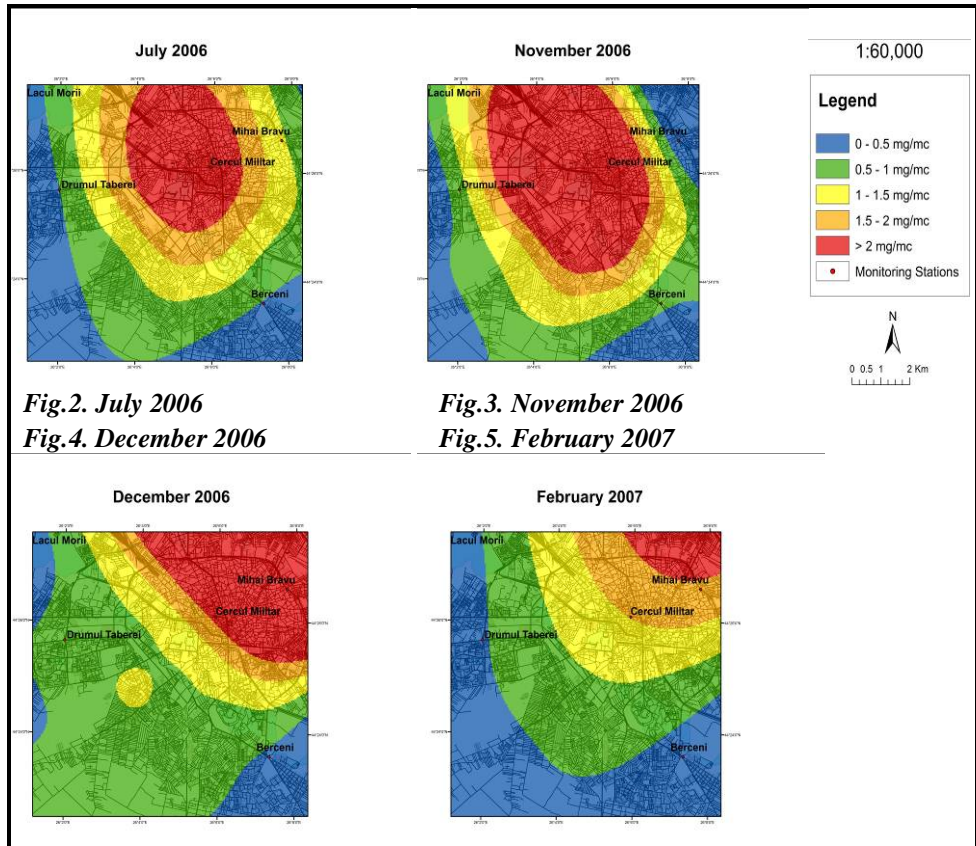 July 2006
Lacul Morii
Mihai Bravu
Cercul Militar
Drumul Taberei
Berceni
November 2006
Lacul Morii
Mihai Bravu
Cercul Militar
Drumul Taberei
Berceni
1:60,000
Legend
0 - 0.5 mg/mc
0.5 - 1 mg/mc
1 - 1.5 mg/mc
1.5 - 2 mg/mc
> 2 mg/mc
Monitoring Stations
N
0 0.5 1 2 Km
Fig.2. July 2006
Fig.3. November 2006
Fig.4. December 2006
Fig.5. February 2007
December 2006
Lacul Morii
Mihai Bravu
Cercul Militar
Drumul Taberei
Berceni
February 2007
Lacul Morii
Mihai Bravu
Cercul Militar
Drumul Taberei
Berceni